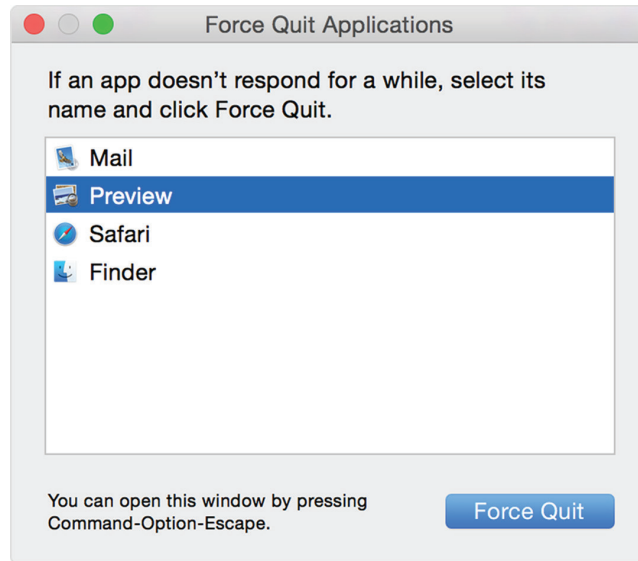 Force Quit Applications
If an app doesn’t respond for a while, select its
name and click Force Quit.
Mail
Preview
Safari
Finder
You can open this window by pressing
Command-Option-Escape.
Force Quit